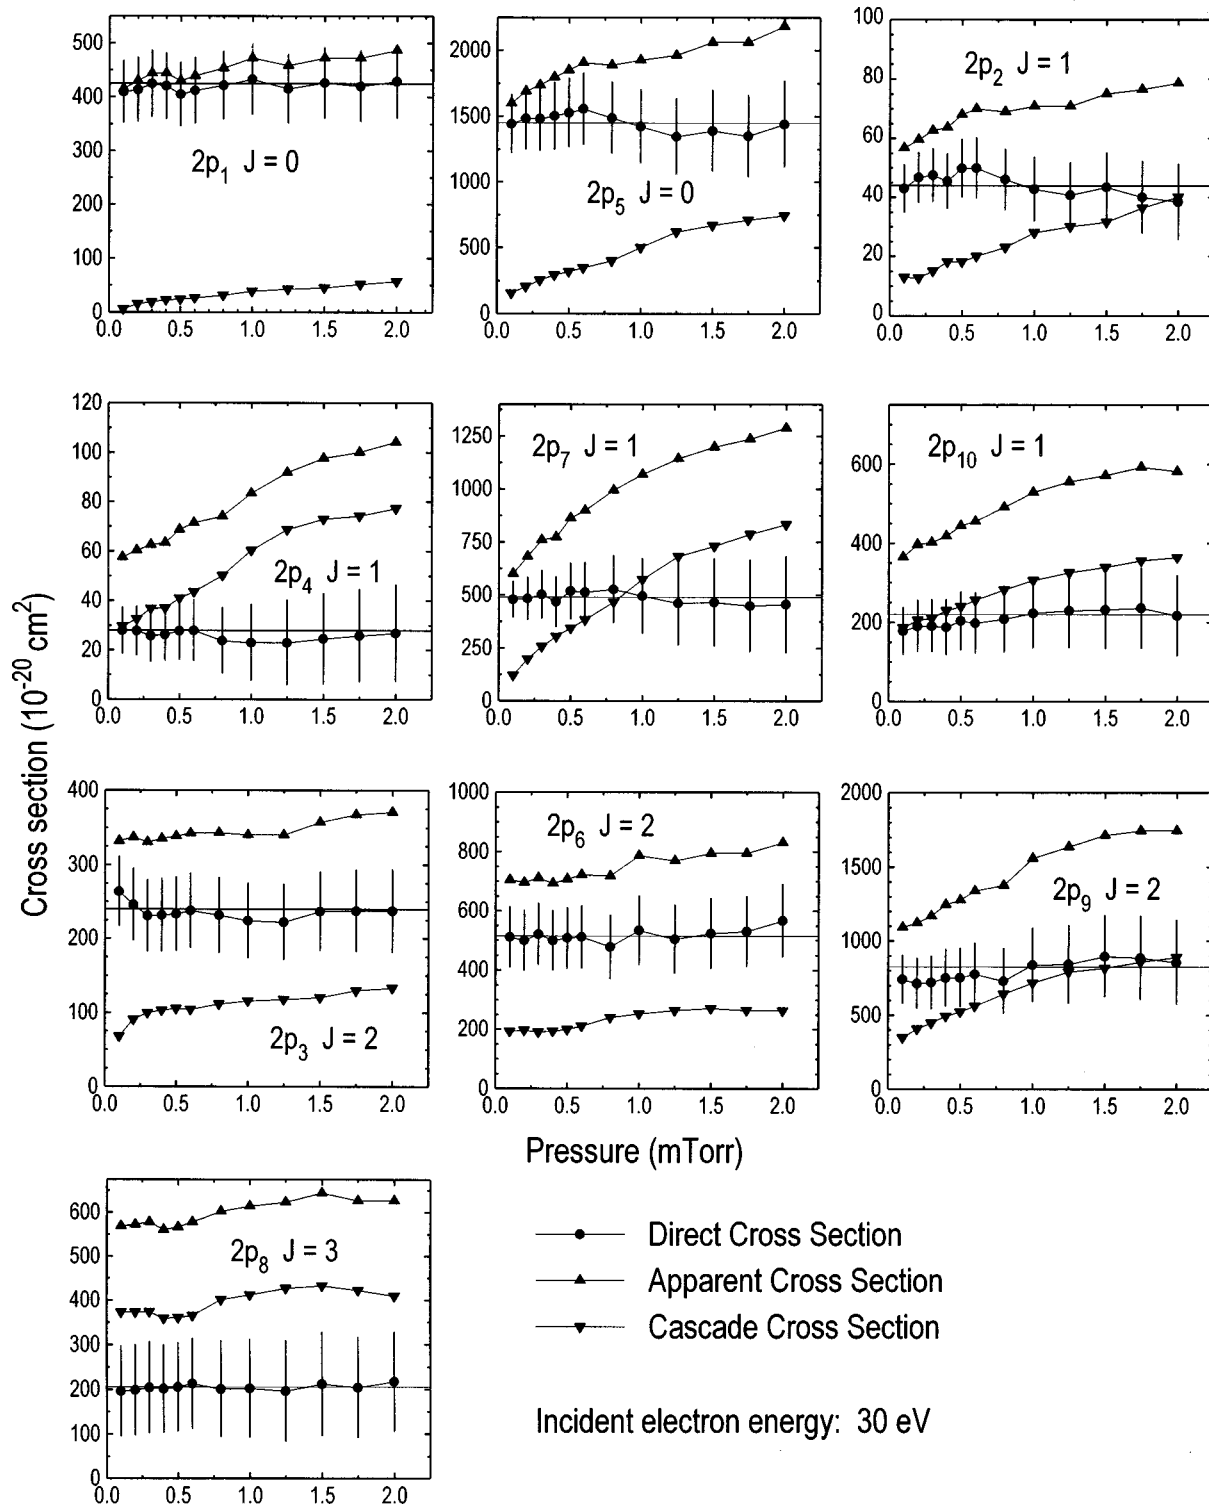 500
400
300
200
100
0
2p1 J = 0
0.0 0.5 1.0 1.5 2.0
2000
1500
1000
500
0
2p5 J = 0
0.0 0.5 1.0 1.5 2.0
100
80
60
40
20
0
2p2 J = 1
0.0 0.5 1.0 1.5 2.0
120
100
80
60
40
20
0
2p4 J = 1
0.0 0.5 1.0 1.5 2.0
1250
1000
750
500
250
0
2p7 J = 1
0.0 0.5 1.0 1.5 2.0
600
400
200
0
2p10 J = 1
0.0 0.5 1.0 1.5 2.0
Cross section (10-20 cm2)
400
300
200
100
0
2p3 J = 2
0.0 0.5 1.0 1.5 2.0
1000
800
600
400
200
0
2p6 J = 2
0.0 0.5 1.0 1.5 2.0
2000
1500
1000
500
0
2p9 J = 2
0.0 0.5 1.0 1.5 2.0
Pressure (mTorr)
600
500
400
300
200
100
0
2p8 J = 3
0.0 0.5 1.0 1.5 2.0
Direct Cross Section
Apparent Cross Section
Cascade Cross Section
Incident electron energy: 30 eV